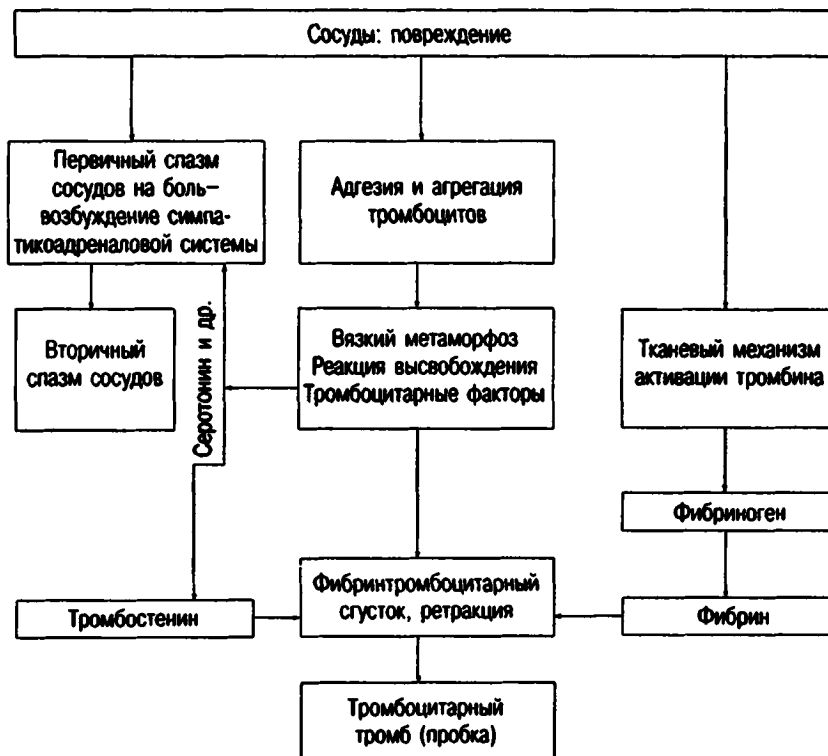 Сосуды: повреждение
Первичный спазм
сосудов на боль–
возбуждение симпа-
тикоадреналовой системы
Адгезия и агрегация
тромбоцитов
Вторичный
спазм сосудов
Серотонин и др.
Вязкий метаморфоз
Реакция высвобождения
Тромбоцитарные факторы
Тканевый механизм
активации тромбина
Фибриноген
Тромбостенин
Фибринтромбоцитарный
сгусток, ретракция
Фибрин
Тромбоцитарный
тромб (пробка)